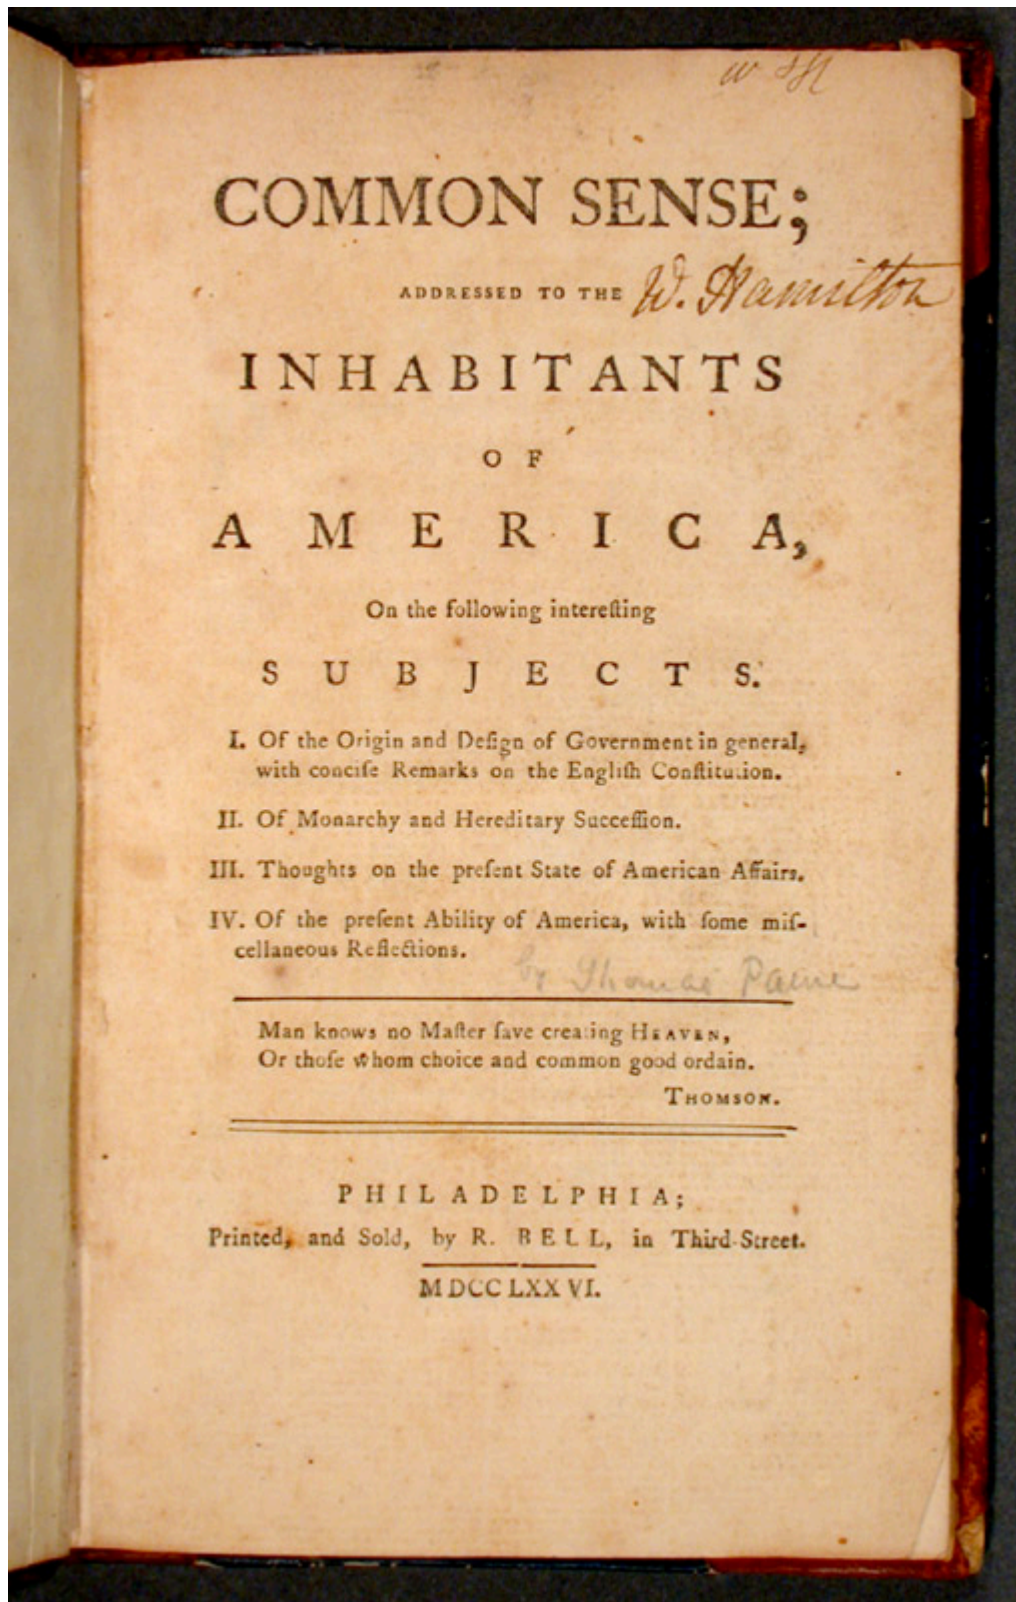 COMMON SENSE;
ADDRESSED TO THE W. Hamilton
INHABITANTS
OF
AMERICA,
On the following intereſting
SUBJECTS.
I. Of the Origin and Deſign of Government in general,
with conciſe Remarks on the Engliſh Conſtitution.
II. Of Monarchy and Hereditary Succeſſion.
III. Thoughts on the preſent State of American Affairs.
IV. Of the preſent Ability of America, with ſome miſ-
cellaneous Reflections.
by Thomas Paine
Man knows no Maſter ſave creating HEAVEN,
Or thoſe whom choice and common good ordain.
THOMSON.
PHILADELPHIA;
Printed, and Sold, by R. BELL, in Third-Street.
MDCCLXXVI.